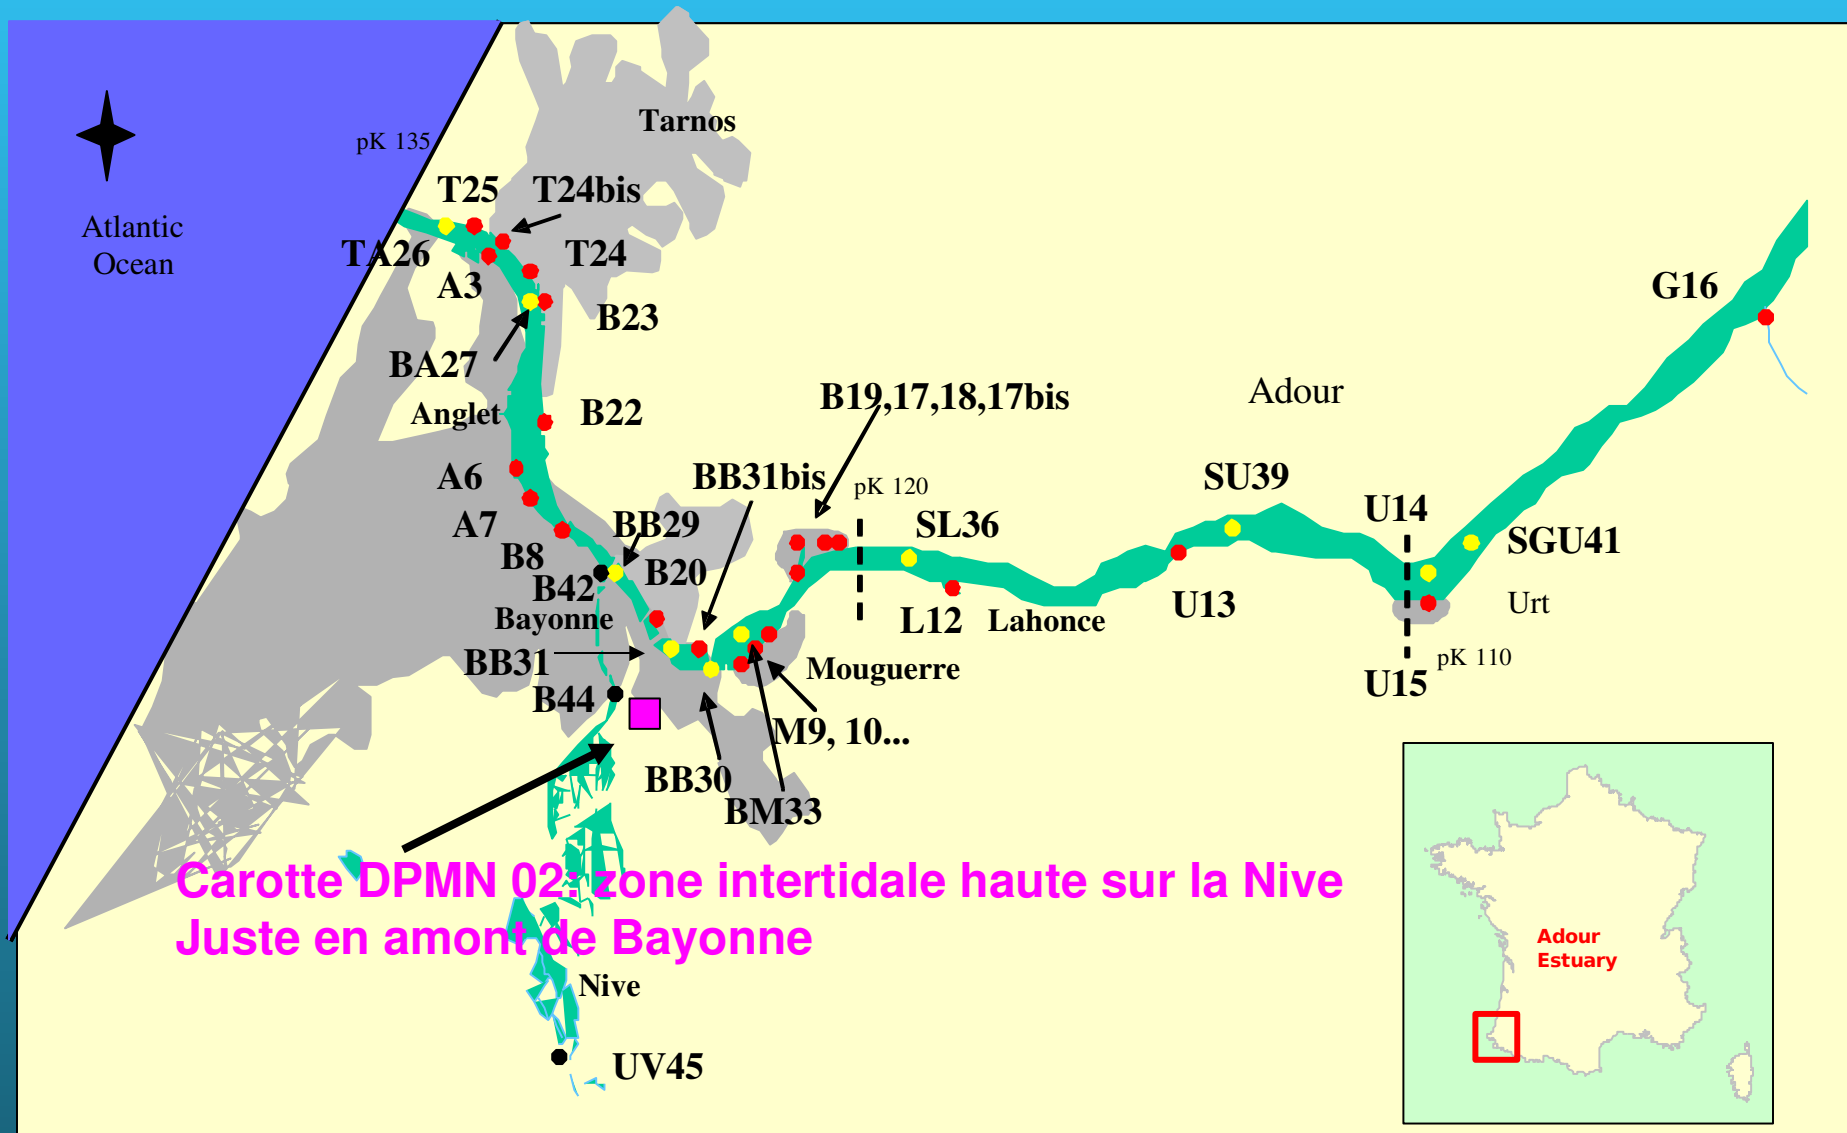 Tarnos
pK 135
T25
T24bis
Atlantic
Ocean
TA26
T24
A3
G16
B23
BA27
B19,17,18,17bis
Adour
Anglet
B22
A6
BB31bis
pK 120
SU39
U14
A7
BB29
SL36
SGU41
B8
B20
B42
Bayonne
L12
Lahonce
U13
Urt
BB31
Mouguerre
pK 110
B44
U15
M9, 10...
BB30
BM33
Carotte DPMN 02: zone intertidale haute sur la Nive
Juste en amont de Bayonne
Adour
Estuary
Nive
UV45